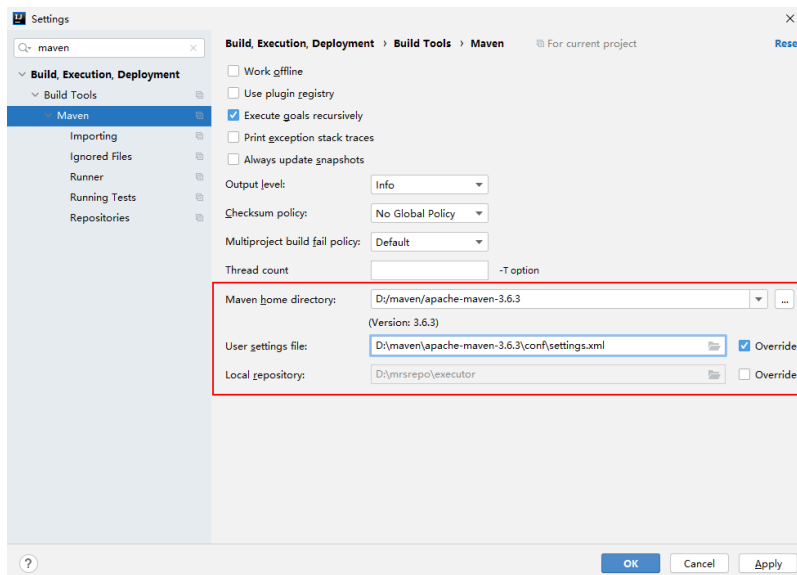 Settings
maven
Build, Execution, Deployment
Build Tools
Maven
Importing
Ignored Files
Runner
Running Tests
Repositories
Build, Execution, Deployment › Build Tools › Maven For current project Rese
Work offline
Use plugin registry
Execute goals recursively
Print exception stack traces
Always update snapshots
Output level: Info
Checksum policy: No Global Policy
Multiproject build fail policy: Default
Thread count -T option
Maven home directory: D:/maven/apache-maven-3.6.3 ...
(Version: 3.6.3)
User settings file: D:\maven\apache-maven-3.6.3\conf\settings.xml Override
Local repository: D:\mrsrepo\executor Override
? OK Cancel Apply